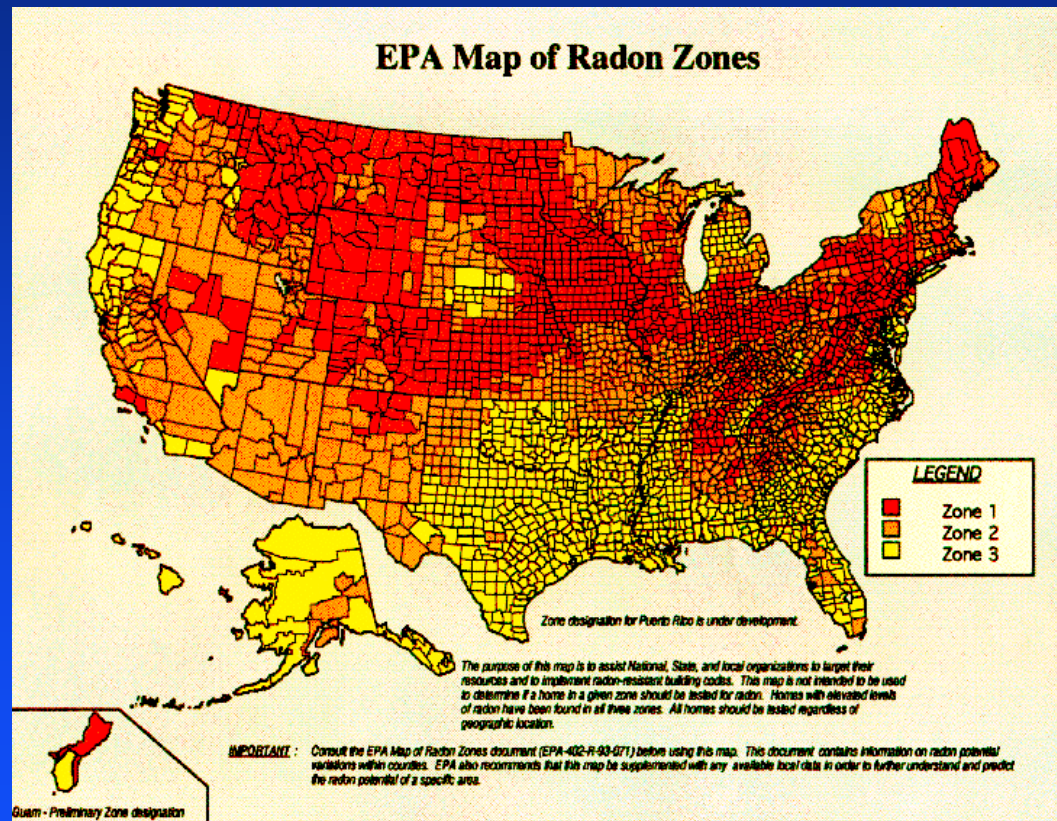 EPA Map of Radon Zones
LEGEND
Zone 1
Zone 2
Zone 3
Zone designation for Puerto Rico is under development.
The purpose of this map is to assist National, State, and local organizations to target their
resources and to implement radon-resistant building codes. This map is not intended to be used
to determine if a home in a given zone should be tested for radon. Homes with elevated levels
of radon have been found in all three zones. All homes should be tested regardless of
geographic location.
IMPORTANT : Consult the EPA Map of Radon Zones document (EPA-402-R-93-071) before using this map. This document contains information on radon potential
variations within counties. EPA also recommends that this map be supplemented with any available local data in order to further understand and predict
the radon potential of a specific area.
Guam - Preliminary Zone designation